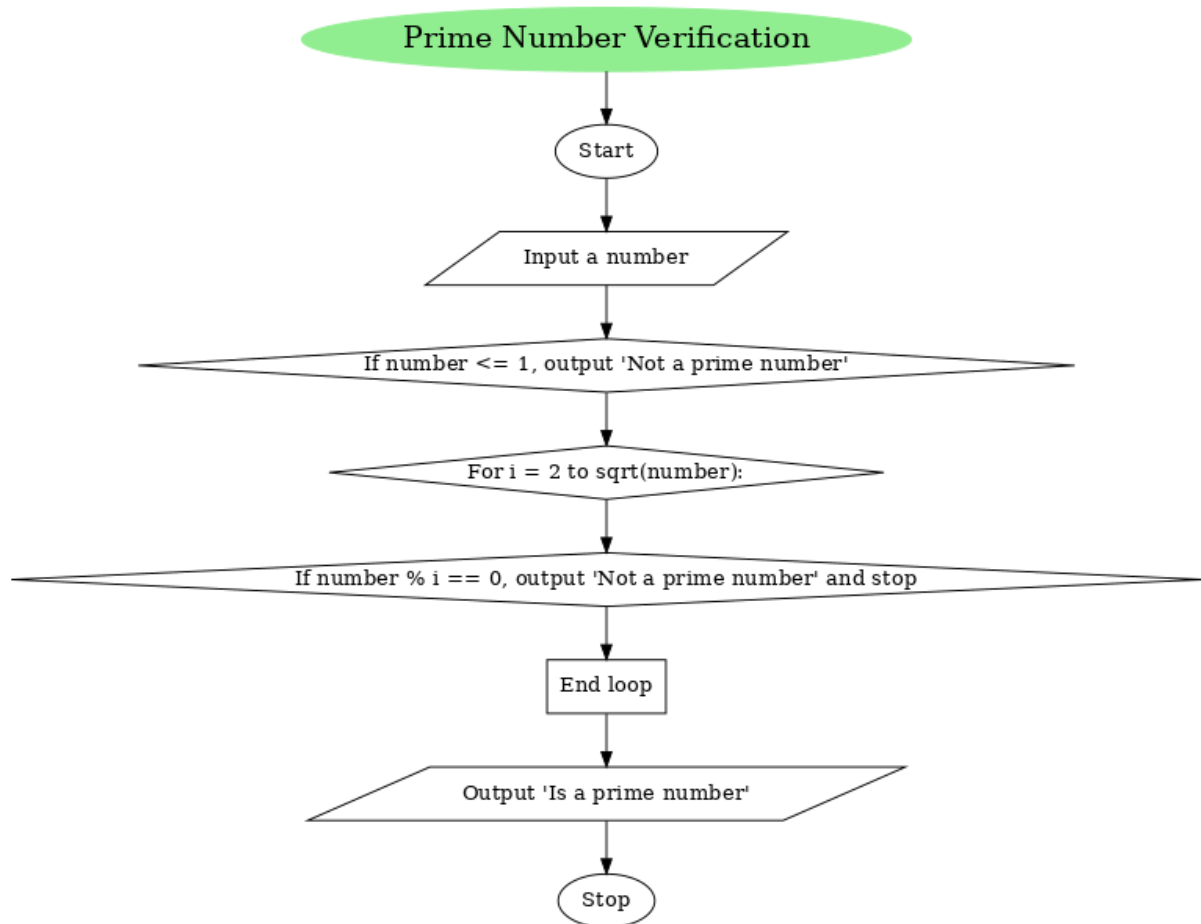 Prime Number Verification
Start
Input a number
If number <= 1, output 'Not a prime number'
For i = 2 to sqrt(number):
If number % i == 0, output 'Not a prime number' and stop
End loop
Output 'Is a prime number'
Stop